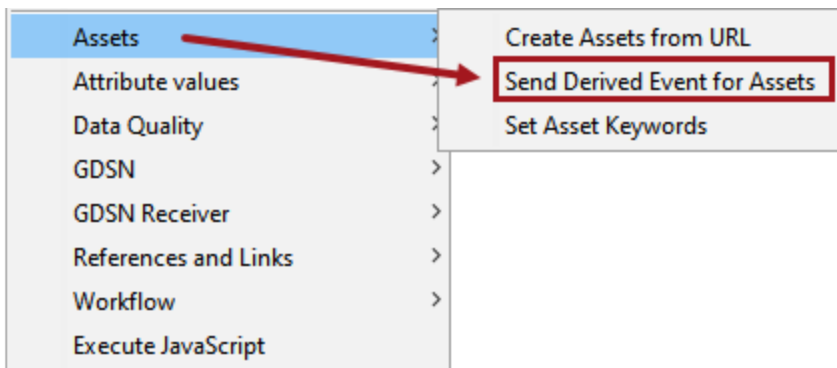 Assets
Attribute values
Data Quality
GDSN
GDSN Receiver
References and Links
Workflow
Execute JavaScript
Create Assets from URL
Send Derived Event for Assets
Set Asset Keywords